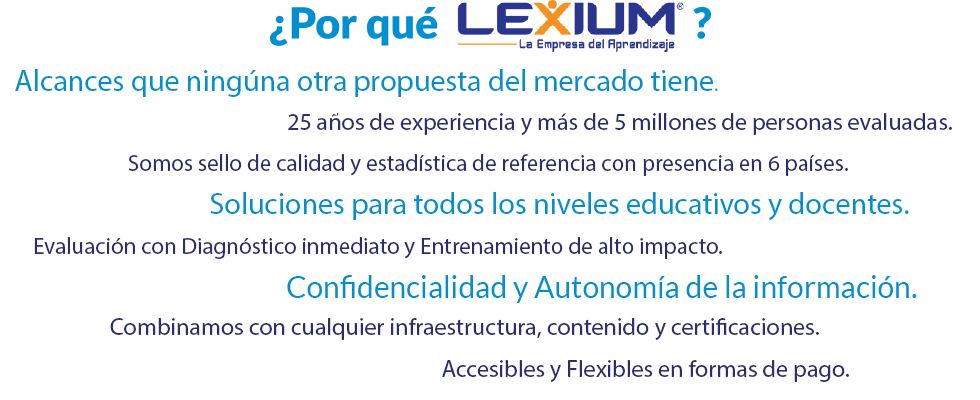 ¿Por qué LEXIUM® ?
La Empresa del Aprendizaje
Alcances que ningúna otra propuesta del mercado tiene.
25 años de experiencia y más de 5 millones de personas evaluadas.
Somos sello de calidad y estadística de referencia con presencia en 6 países.
Soluciones para todos los niveles educativos y docentes.
Evaluación con Diagnóstico inmediato y Entrenamiento de alto impacto.
Confidencialidad y Autonomía de la información.
Combinamos con cualquier infraestructura, contenido y certificaciones.
Accesibles y Flexibles en formas de pago.